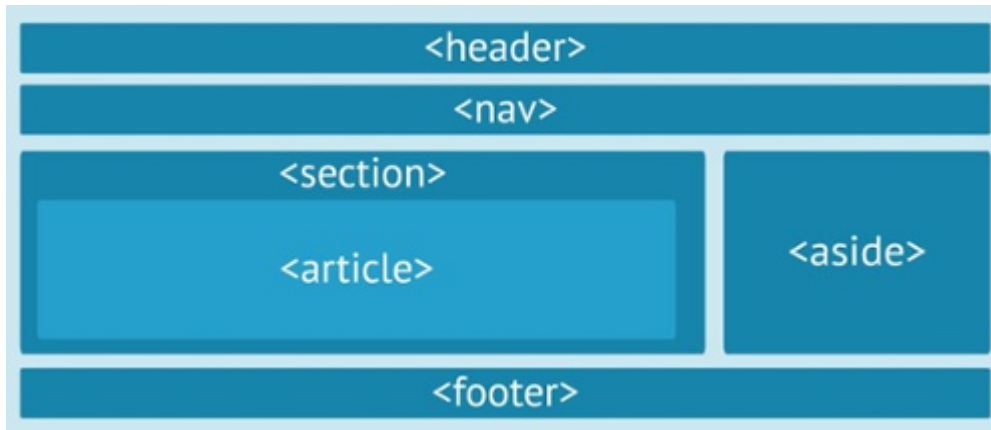 <header>
<nav>
<section>
<article>
<aside>
<footer>